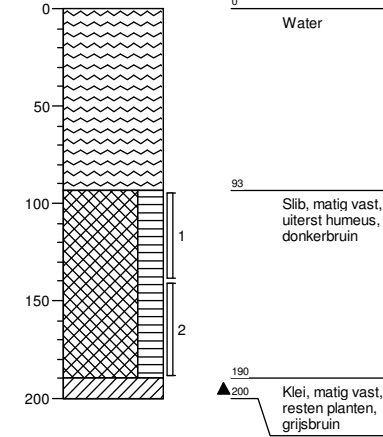 0
0
Water
50
93
100
Slib, matig vast,
uiterst humeus,
donkerbruin
1
150
2
190
200
200
Klei, matig vast,
resten planten,
grijsbruin